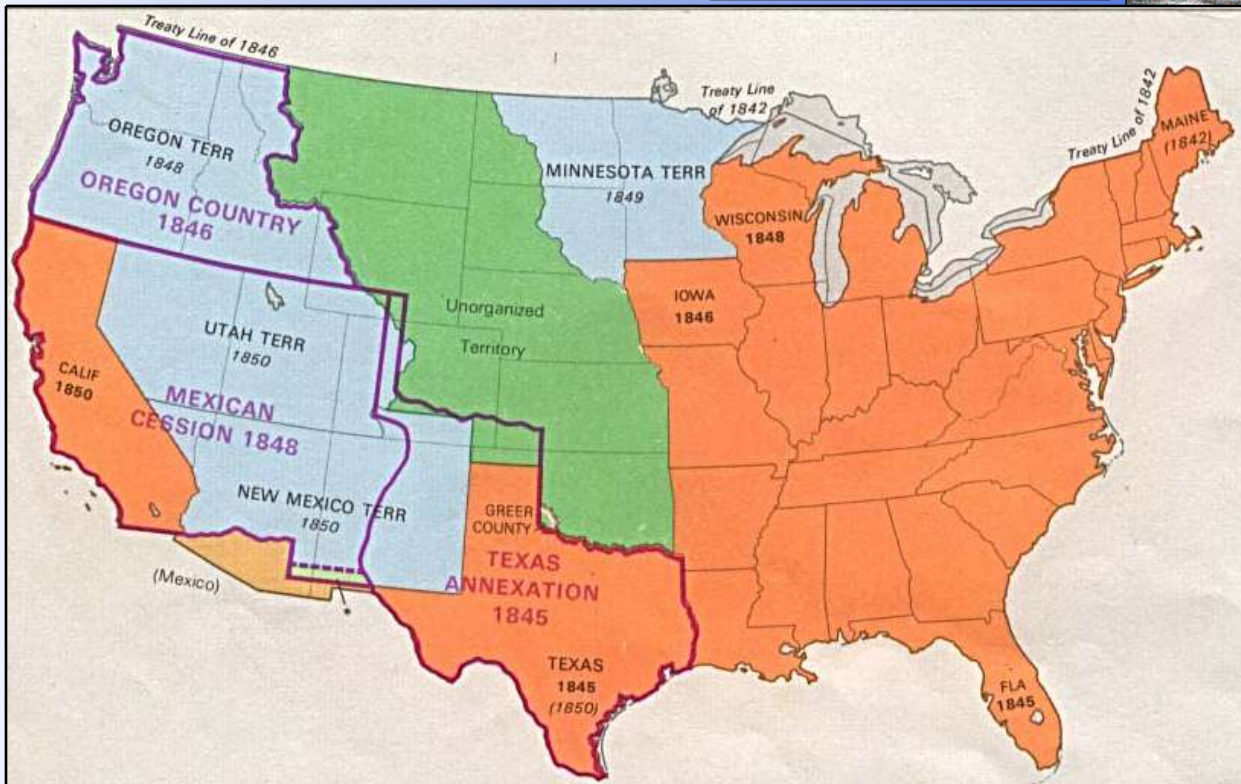 Treaty Line of 1846
Treaty Line
of 1842
Treaty Line of 1842
MAINE
(1842)
OREGON TERR
1848
OREGON COUNTRY
1846
MINNESOTA TERR
1849
WISCONSIN
1848
IOWA
1846
Unorganized
Territory
UTAH TERR
1850
CALIF
1850
MEXICAN
CESSION 1848
NEW MEXICO TERR
1850
GREER
COUNTY
TEXAS
ANNEXATION
1845
(Mexico)
*
TEXAS
1845
(1850)
FLA
1845